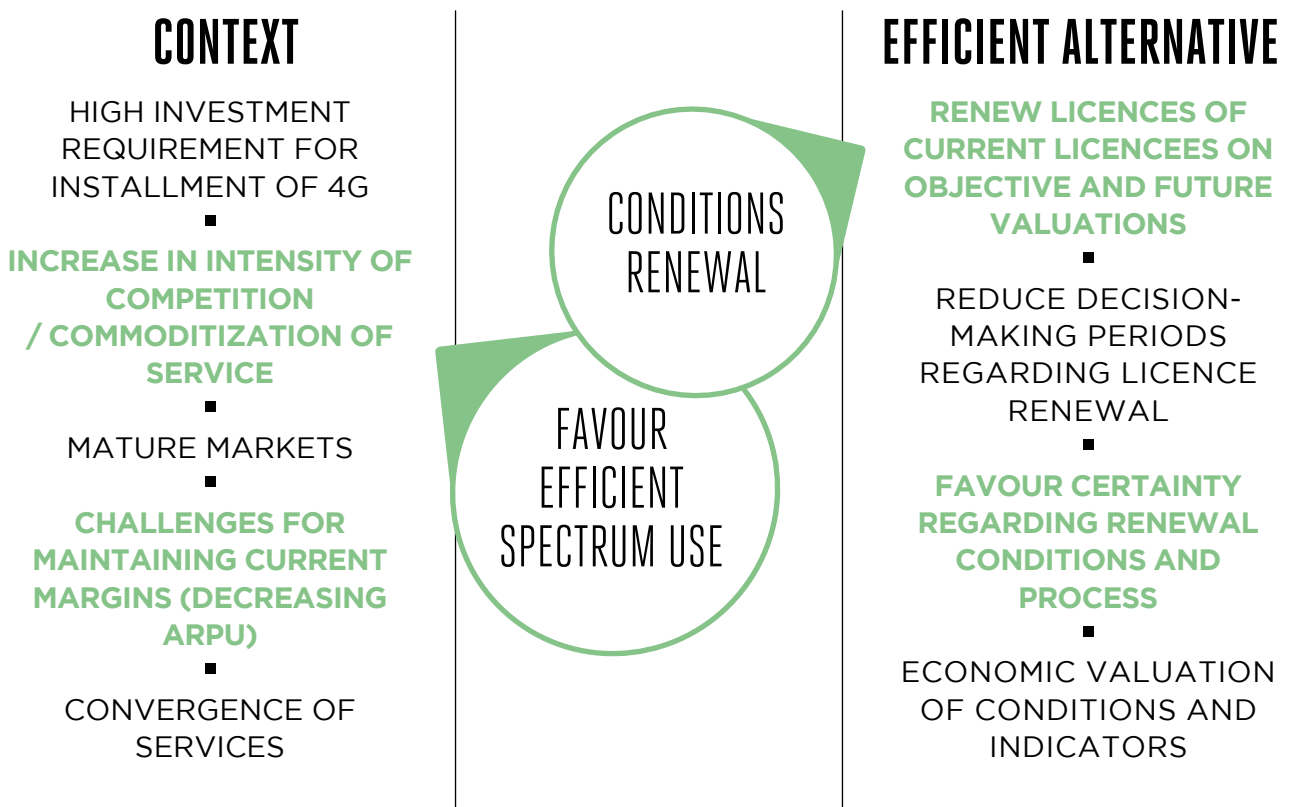 CONTEXT
HIGH INVESTMENT
REQUIREMENT FOR
INSTALLMENT OF 4G
INCREASE IN INTENSITY OF
COMPETITION
/ COMMODITIZATION OF
SERVICE
MATURE MARKETS
CHALLENGES FOR
MAINTAINING CURRENT
MARGINS (DECREASING
ARPU)
CONVERGENCE OF
SERVICES
CONDITIONS
RENEWAL
FAVOUR
EFFICIENT
SPECTRUM USE
EFFICIENT ALTERNATIVE
RENEW LICENCES OF
CURRENT LICENCEES ON
OBJECTIVE AND FUTURE
VALUATIONS
REDUCE DECISION-
MAKING PERIODS
REGARDING LICENCE
RENEWAL
FAVOUR CERTAINTY
REGARDING RENEWAL
CONDITIONS AND
PROCESS
ECONOMIC VALUATION
OF CONDITIONS AND
INDICATORS